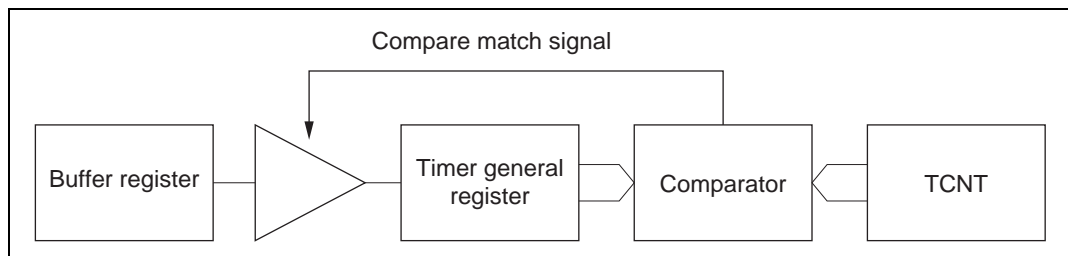 Compare match signal
Buffer register
Timer general
register
Comparator
TCNT